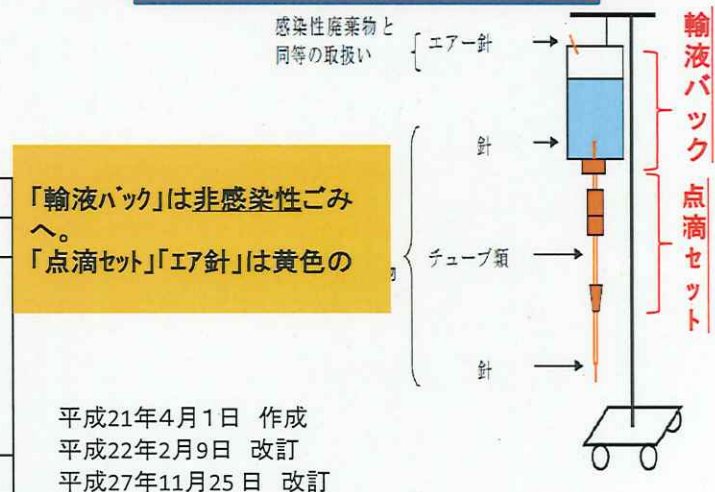 感染性廃棄物と
同等の取扱い
エアー針
針
チューブ類
針
輸液バック
点滴セット
「輸液バック」は非感染性ごみ
へ。
「点滴セット」「エア針」は黄色の
物
平成21年4月1日 作成
平成22年2月9日 改訂
平成27年11月25日 改訂